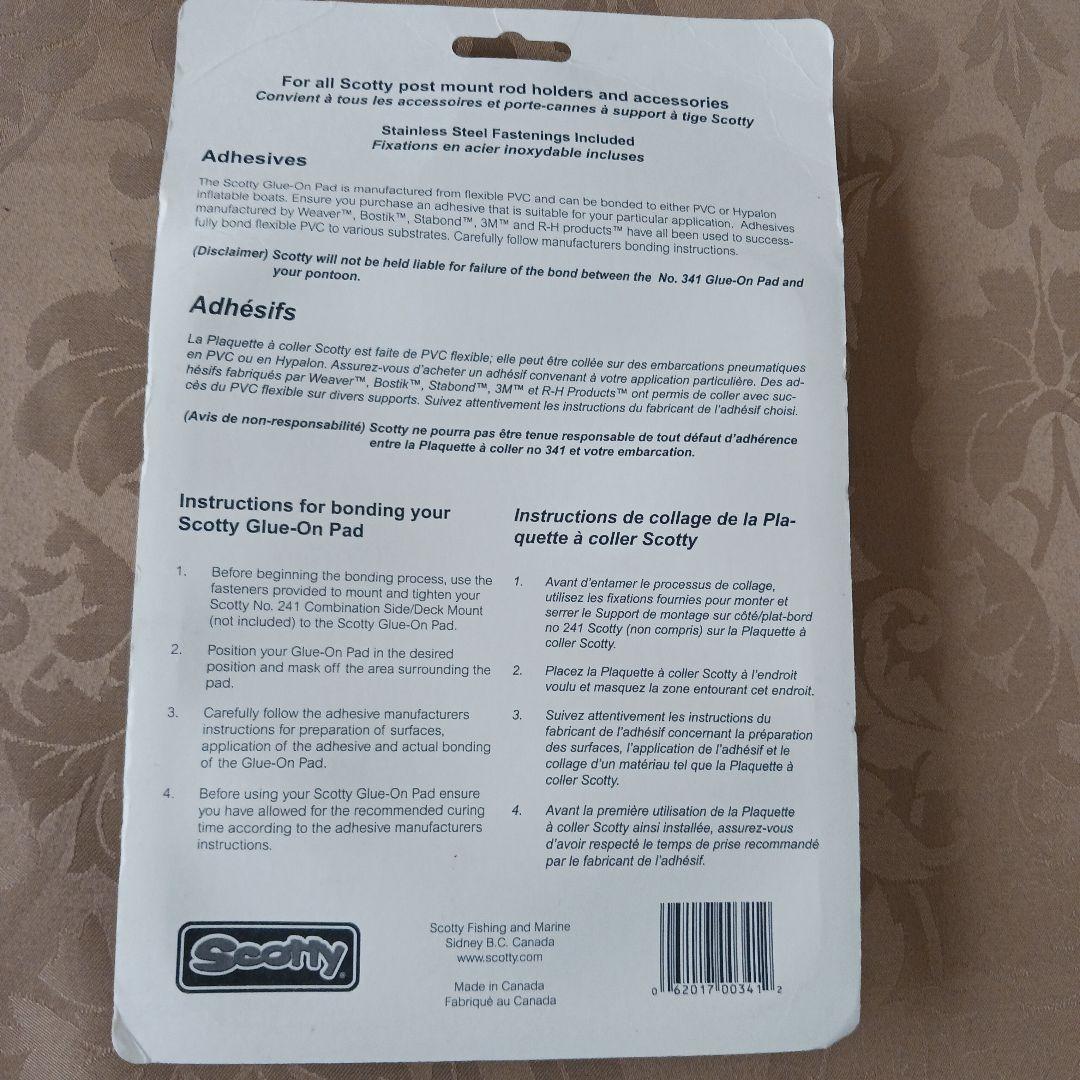 For all Scotty post mount rod holders and accessories
Convient à tous les accessoires et porte-cannes à support à tige Scotty
Stainless Steel Fastenings Included
Fixations en acier inoxydable incluses
Adhesives
The Scotty Glue-On Pad is manufactured from flexible PVC and can be bonded to either PVC or Hypalon
inflatable boats. Ensure you purchase an adhesive that is suitable for your particular application. Adhesives
manufactured by Weaver™, Bostik™, Stabond™, 3M™ and R-H products™ have all been used to success-
fully bond flexible PVC to various substrates. Carefully follow manufacturers bonding instructions.
(Disclaimer) Scotty will not be held liable for failure of the bond between the No. 341 Glue-On Pad and
your pontoon.
Adhésifs
La Plaquette à coller Scotty est faite de PVC flexible; elle peut être collée sur des embarcations pneumatiques
en PVC ou en Hypalon. Assurez-vous d'acheter un adhésif convenant à votre application particulière. Des ad-
hésifs fabriqués par Weaver™, Bostik™, Stabond™, 3M™ et R-H Products™ ont permis de coller avec suc-
cès du PVC flexible sur divers supports. Suivez attentivement les instructions du fabricant de l'adhésif choisi.
(Avis de non-responsabilité) Scotty ne pourra pas être tenue responsable de tout défaut d'adhérence
entre la Plaquette à coller no 341 et votre embarcation.
Instructions for bonding your
Scotty Glue-On Pad
1. Before beginning the bonding process, use the
fasteners provided to mount and tighten your
Scotty No. 241 Combination Side/Deck Mount
(not included) to the Scotty Glue-On Pad.
2. Position your Glue-On Pad in the desired
position and mask off the area surrounding the
pad.
3. Carefully follow the adhesive manufacturers
instructions for preparation of surfaces,
application of the adhesive and actual bonding
of the Glue-On Pad.
4. Before using your Scotty Glue-On Pad ensure
you have allowed for the recommended curing
time according to the adhesive manufacturers
instructions.
Instructions de collage de la Pla-
quette à coller Scotty
1. Avant d'entamer le processus de collage,
utilisez les fixations fournies pour monter et
serrer le Support de montage sur côté/plat-bord
no 241 Scotty (non compris) sur la Plaquette à
coller Scotty.
2. Placez la Plaquette à coller Scotty à l'endroit
voulu et masquez la zone entourant cet endroit.
3. Suivez attentivement les instructions du
fabricant de l'adhésif concernant la préparation
des surfaces, l'application de l'adhésif et le
collage d'un matériau tel que la Plaquette à
coller Scotty.
4. Avant la première utilisation de la Plaquette
à coller Scotty ainsi installée, assurez-vous
d'avoir respecté le temps de prise recommandé
par le fabricant de l'adhésif.
Scotty®
Scotty Fishing and Marine
Sidney B.C. Canada
www.scotty.com
Made in Canada
Fabriqué au Canada
0 62017 00341 2